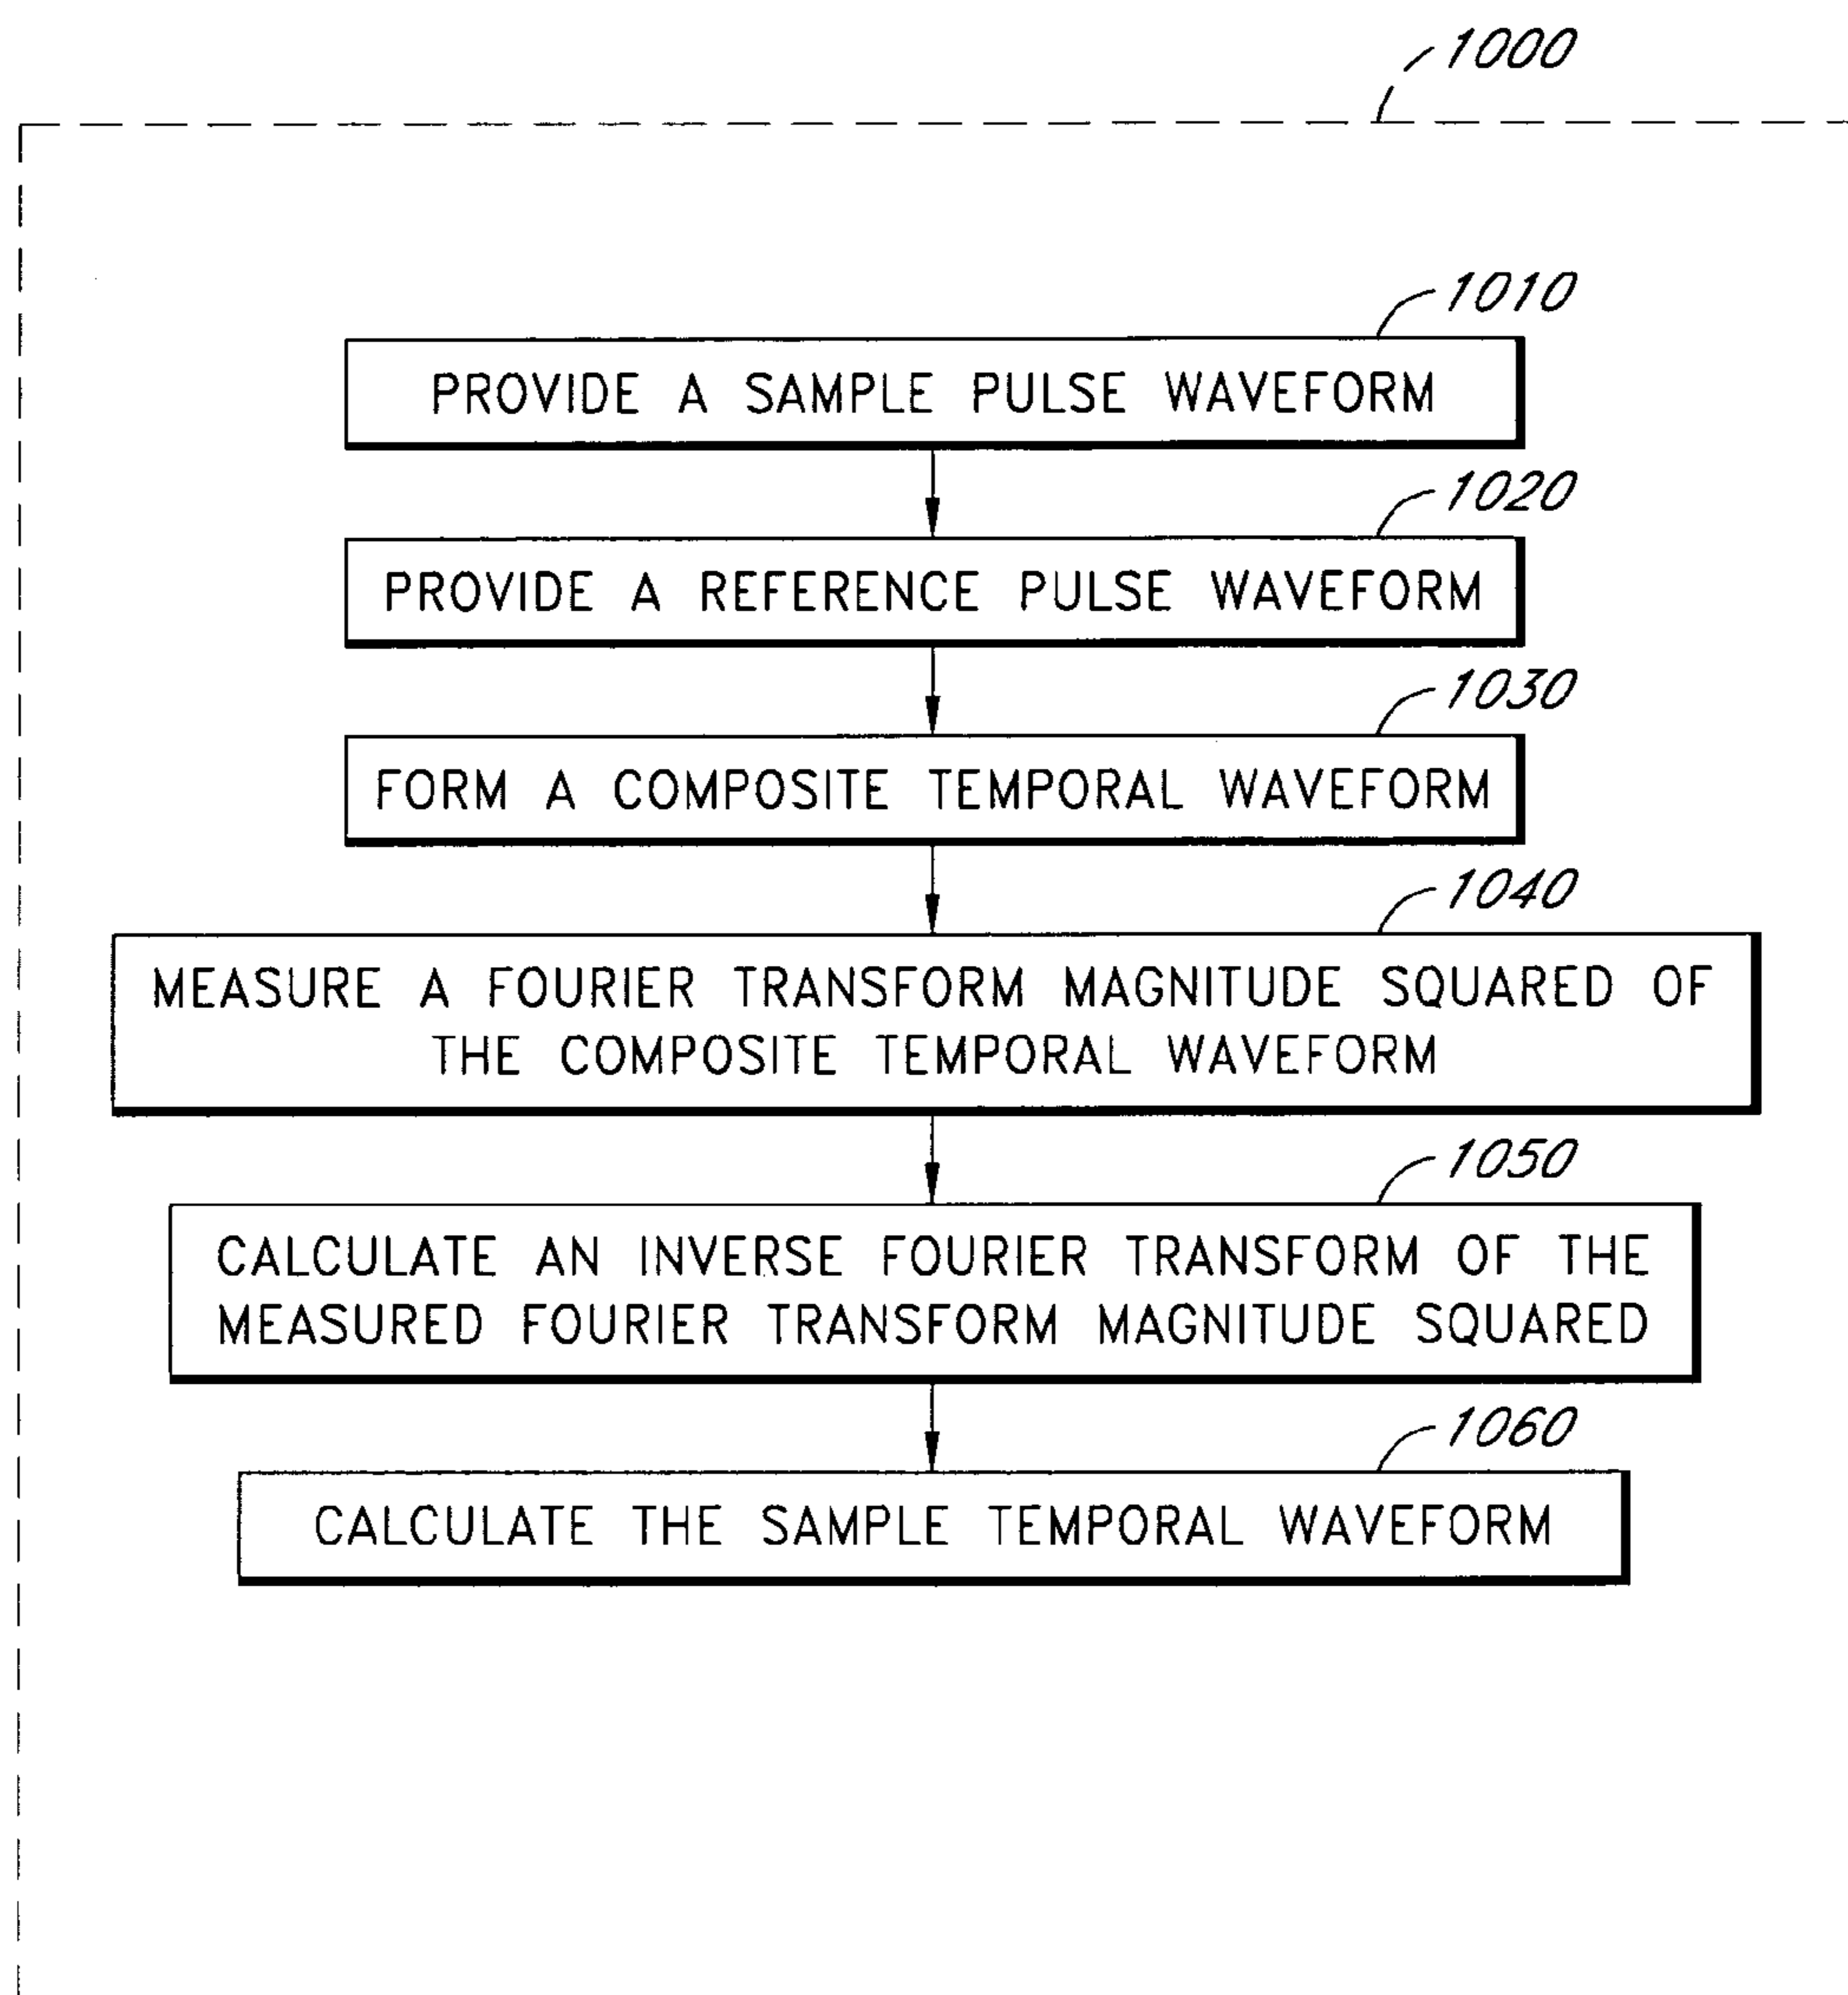 1000
1010
PROVIDE A SAMPLE PULSE WAVEFORM
1020
PROVIDE A REFERENCE PULSE WAVEFORM
1030
FORM A COMPOSITE TEMPORAL WAVEFORM
1040
MEASURE A FOURIER TRANSFORM MAGNITUDE SQUARED OF
THE COMPOSITE TEMPORAL WAVEFORM
1050
CALCULATE AN INVERSE FOURIER TRANSFORM OF THE
MEASURED FOURIER TRANSFORM MAGNITUDE SQUARED
1060
CALCULATE THE SAMPLE TEMPORAL WAVEFORM